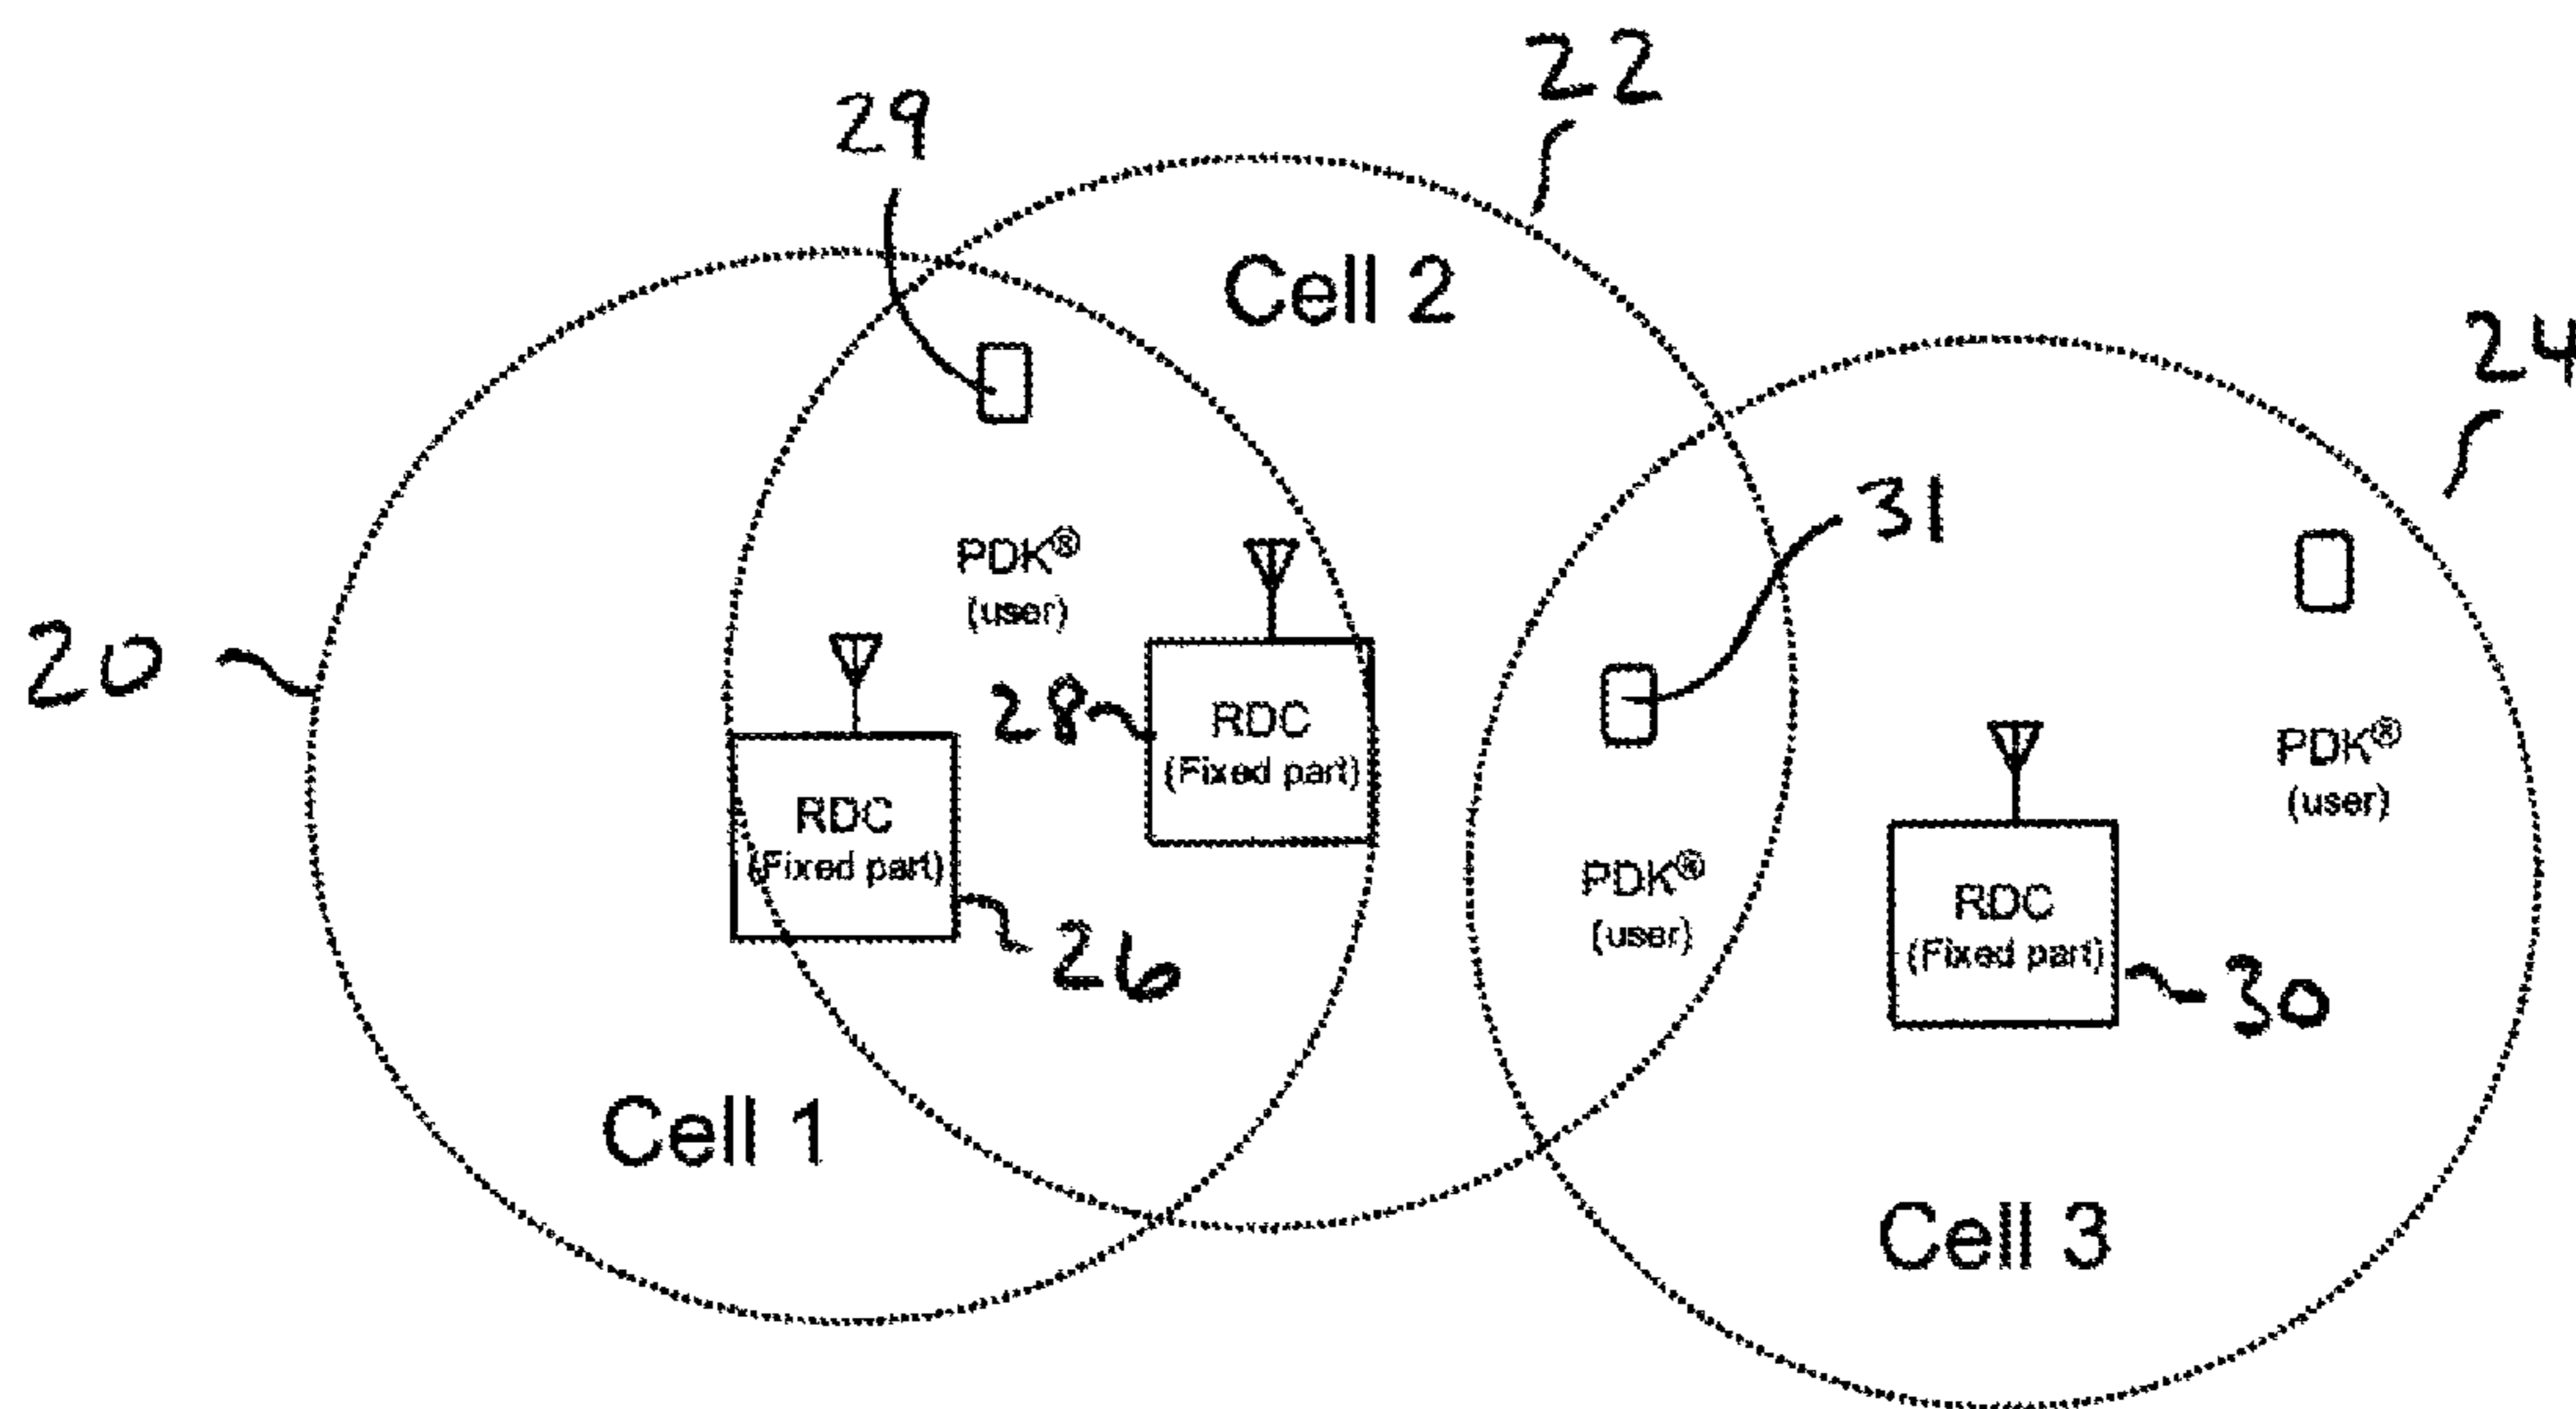 22
29
Cell 2
24
31
PDK®
(user)
20
28
RDC
(Fixed part)
PDK®
(user)
RDC
(Fixed part)
PDK®
(user)
RDC
(Fixed part)
26
30
Cell 1
Cell 3